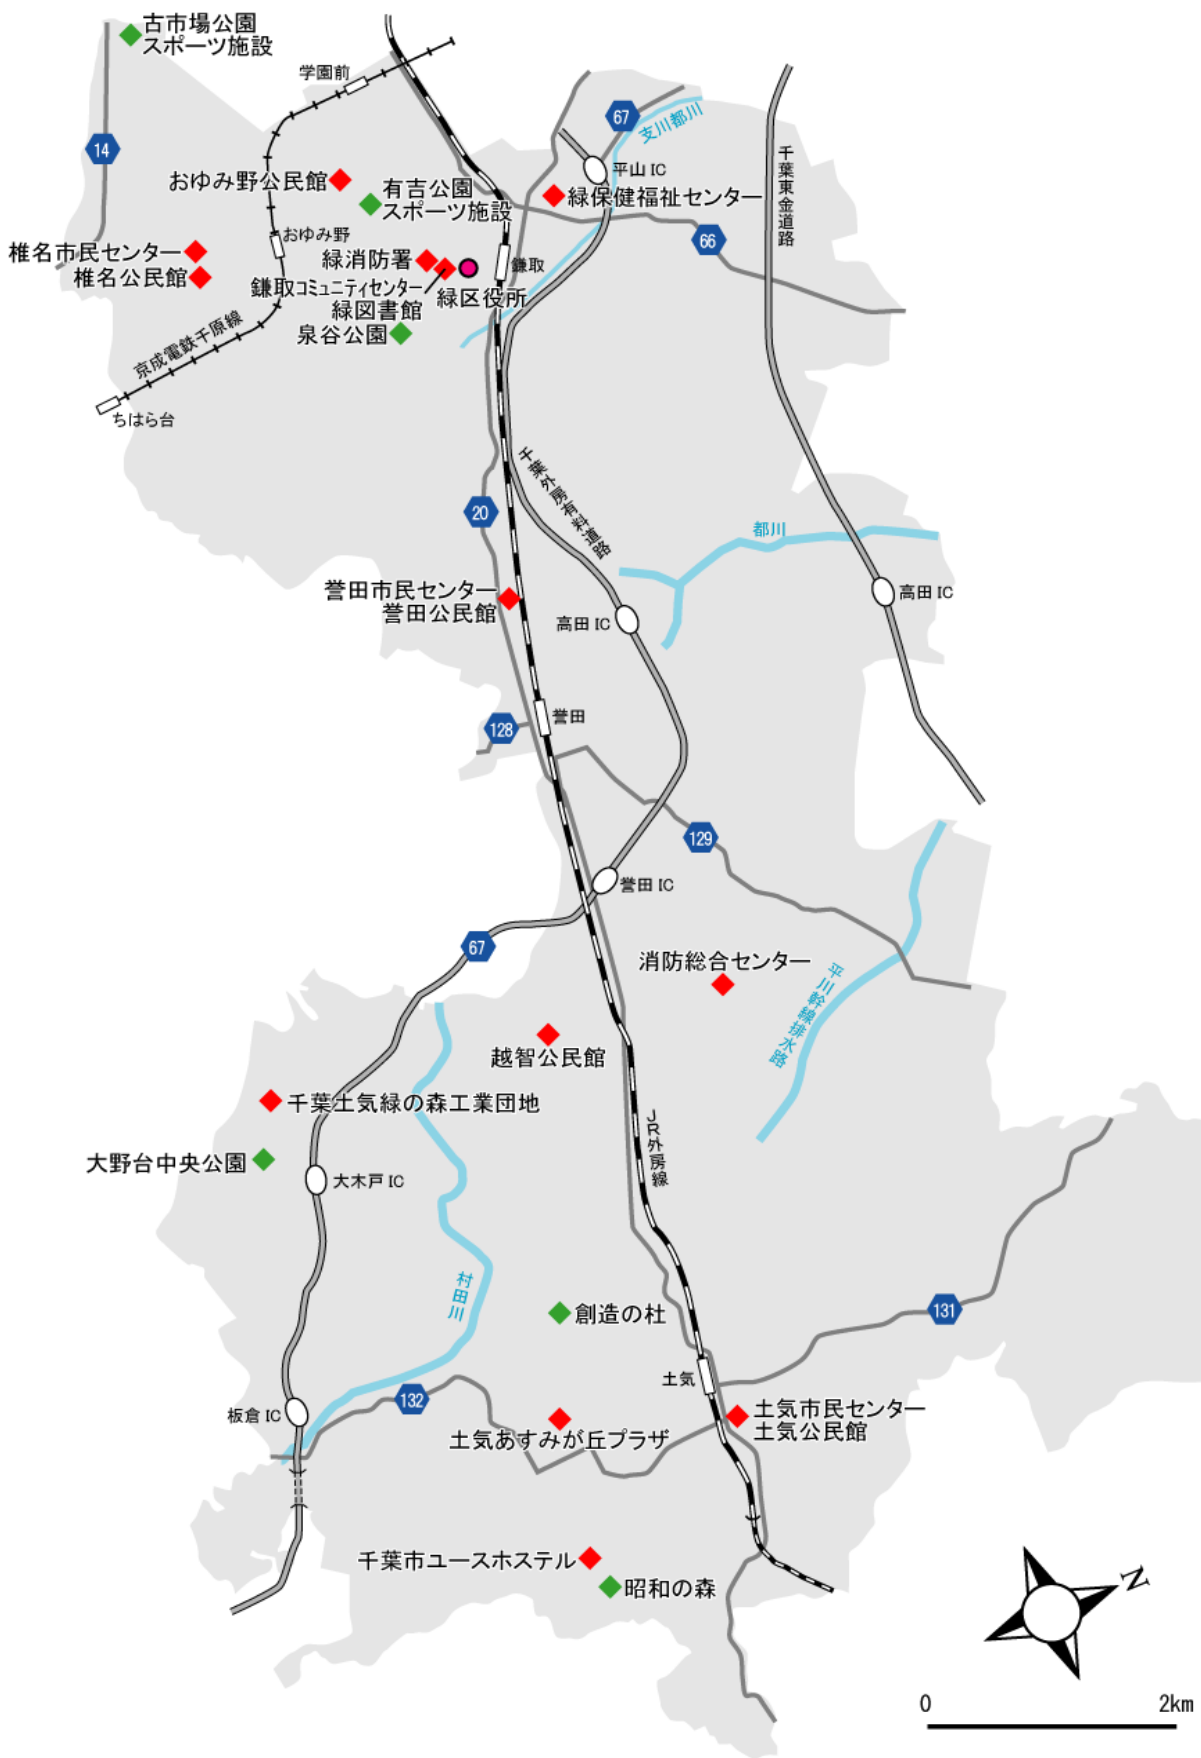 古市場公園
スポーツ施設
学園前
14
67
支川都川
平山 IC
千葉東金道路
おゆみ野公民館
有吉公園
スポーツ施設
緑保健福祉センター
66
おゆみ野
椎名市民センター
椎名公民館
緑消防署
鎌取
鎌取コミュニティセンター
緑区役所
緑図書館
泉谷公園
京成電鉄千原線
ちはら台
千葉外房有料道路
20
都川
誉田市民センター
誉田公民館
高田 IC
高田 IC
誉田
128
129
誉田 IC
67
消防総合センター
平川幹線排水路
越智公民館
千葉土気緑の森工業団地
JR外房線
大野台中央公園
大木戸 IC
村田川
創造の杜
131
土気
132
板倉 IC
土気市民センター
土気公民館
土気あすみが丘プラザ
千葉市ユースホステル
昭和の森
N
0
2km